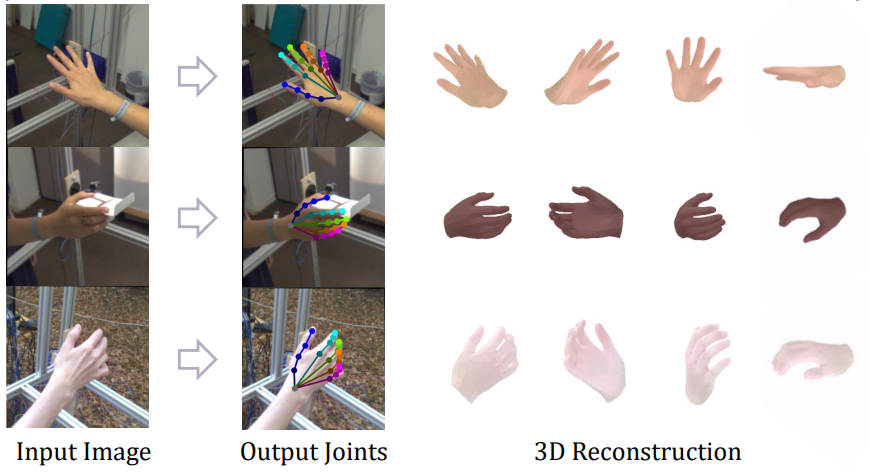 Input Image
Output Joints
3D Reconstruction